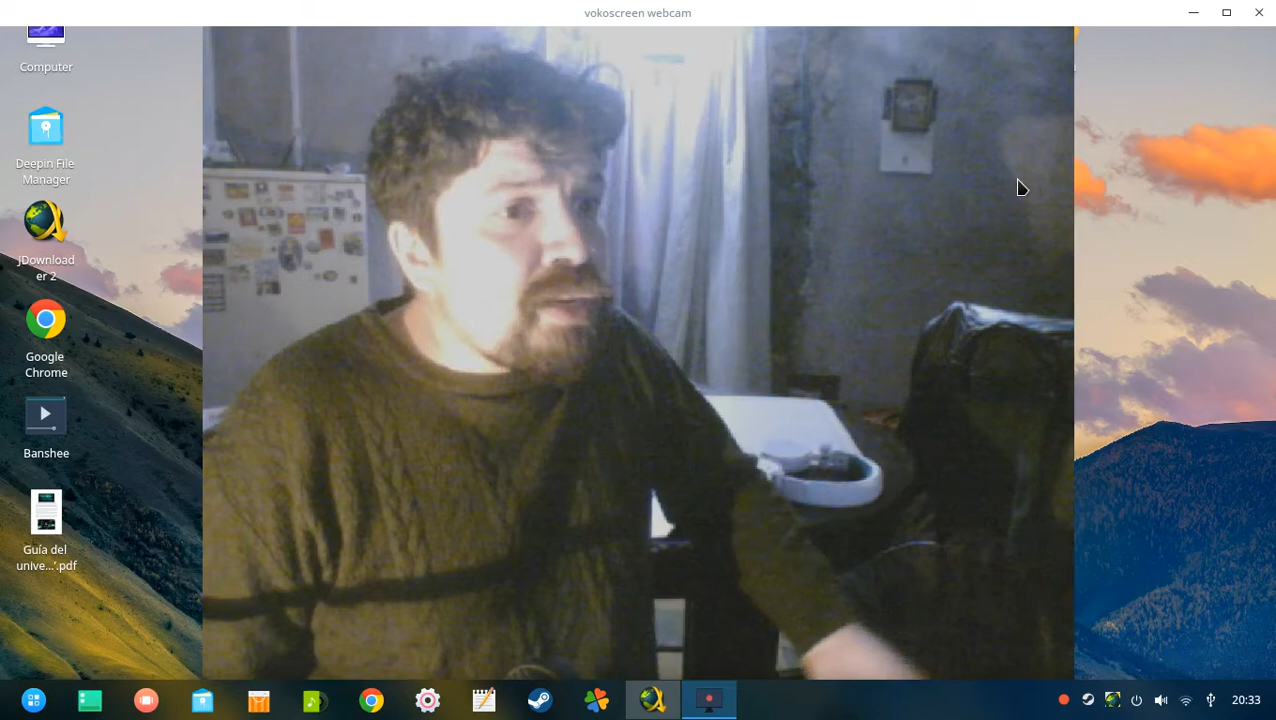 vokoscreen webcam
Computer
Deepin File
Manager
JDownload
er 2
Google
Chrome
Banshee
Guía del
unive...'.pdf
20:33